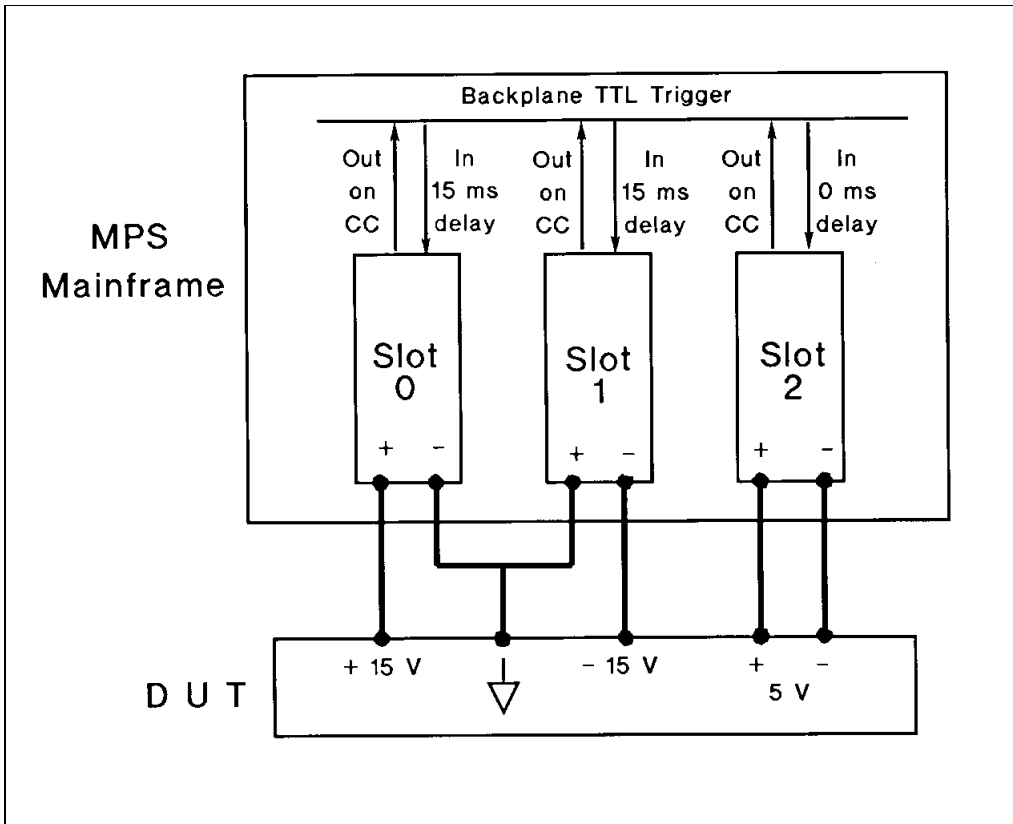 Backplane TTL Trigger
Out
on
CC
In
15 ms
delay
Out
on
CC
In
15 ms
delay
Out
on
CC
In
0 ms
delay
MPS
Mainframe
Slot
0
+ -
Slot
1
+ -
Slot
2
+ -
D U T
+ 15 V
- 15 V
+ -
5 V